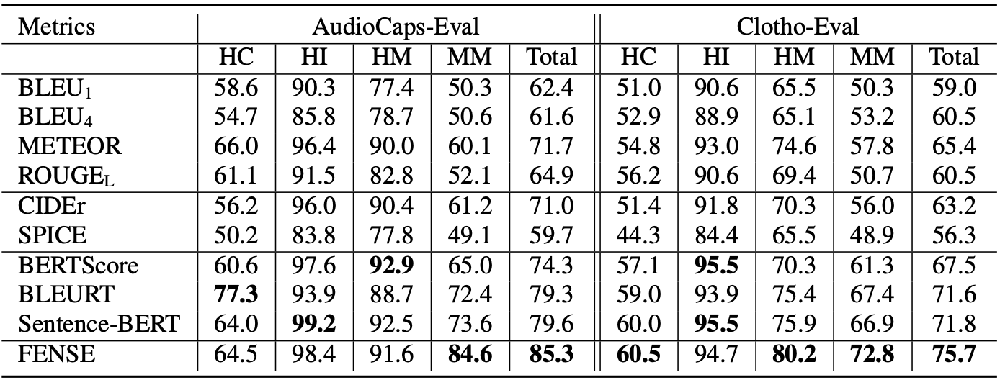 Metrics AudioCaps-Eval Clotho-Eval
HC HI HM MM Total HC HI HM MM Total
BLEU1 58.6 90.3 77.4 50.3 62.4 51.0 90.6 65.5 50.3 59.0
BLEU4 54.7 85.8 78.7 50.6 61.6 52.9 88.9 65.1 53.2 60.5
METEOR 66.0 96.4 90.0 60.1 71.7 54.8 93.0 74.6 57.8 65.4
ROUGEL 61.1 91.5 82.8 52.1 64.9 56.2 90.6 69.4 50.7 60.5
CIDEr 56.2 96.0 90.4 61.2 71.0 51.4 91.8 70.3 56.0 63.2
SPICE 50.2 83.8 77.8 49.1 59.7 44.3 84.4 65.5 48.9 56.3
BERTScore 60.6 97.6 92.9 65.0 74.3 57.1 95.5 70.3 61.3 67.5
BLEURT 77.3 93.9 88.7 72.4 79.3 59.0 93.9 75.4 67.4 71.6
Sentence-BERT 64.0 99.2 92.5 73.6 79.6 60.0 95.5 75.9 66.9 71.8
FENSE 64.5 98.4 91.6 84.6 85.3 60.5 94.7 80.2 72.8 75.7